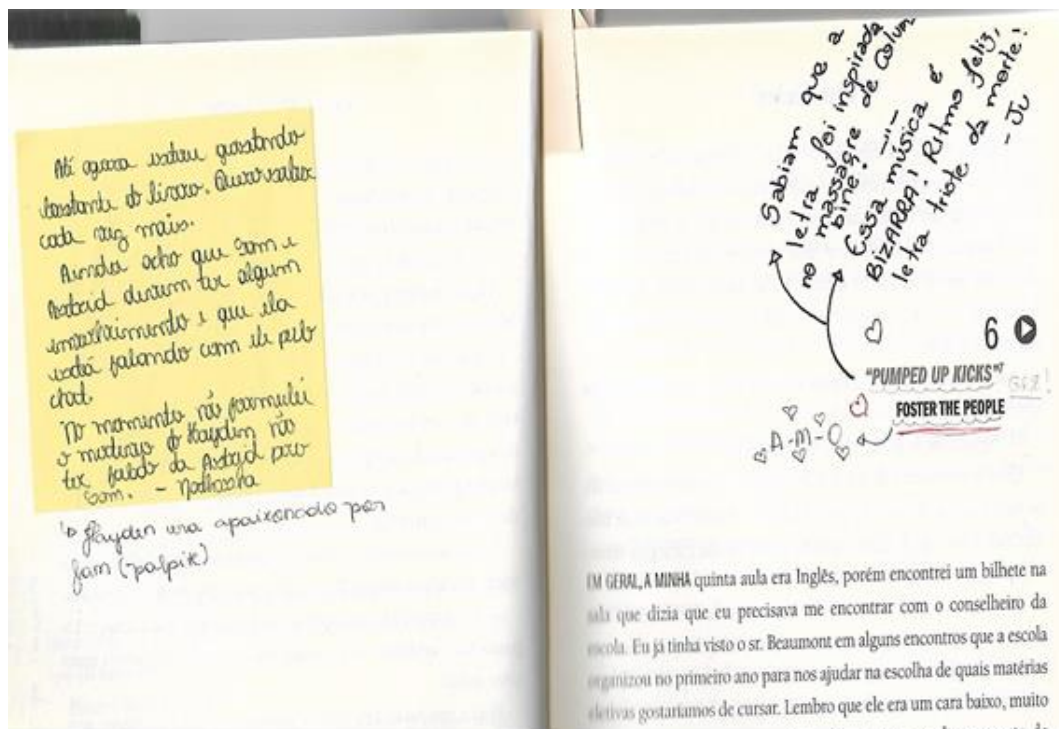 Até agora estou gostando
bastante do livro. Quero saber
cada vez mais.
Ainda acho que Sam e
Astrid devem ter algum
envolvimento e que ela
está falando com ele pelo
chat.
No momento não formulei
o motivo do Hayden não
ter falado da Astrid pro
Sam. - Nathasha
↳ Hayden era apaixonado por
Sam (palpite)
Sabiam que a
letra foi inspirada
no massagre de Colum
bine?
Essa música é
BizARRA! Ritmo feliz,
letra triste da morte!
- Ju
6
"PUMPED UP KICKS"
FOSTER THE PEOPLE
A-M-O
EM GERAL, A MINHA quinta aula era Inglês, porém encontrei um bilhete na
sala que dizia que eu precisava me encontrar com o conselheiro da
escola. Eu já tinha visto o sr. Beaumont em alguns encontros que a escola
organizou no primeiro ano para nos ajudar na escolha de quais matérias
eletivas gostaríamos de cursar. Lembro que ele era um cara baixo, muito